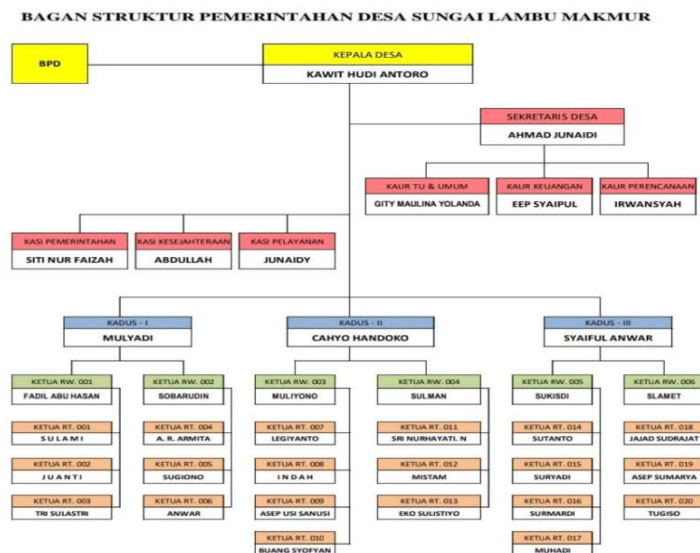 BAGAN STRUKTUR PEMERINTAHAN DESA SUNGAI LAMBU MAKMUR
BPD
KEPALA DESA
KAWIT HUDI ANTORO
SEKRETARIS DESA
AHMAD JUNAIDI
KAUR TU & UMUM
GITY MAULINA YOLANDA
KAUR KEUANGAN
EEP SYAIPUL
KAUR PERENCANAAN
IRWANSYAH
KASI PEMERINTAHAN
SITI NUR FAIZAH
KASI KESEJAHTERAAN
ABDULLAH
KASI PELAYANAN
JUNAIDY
KADUS - I
MULYADI
KADUS - II
CAHYO HANDOKO
KADUS - III
SYAIFUL ANWAR
KETUA RW. 001
FADIL ABU HASAN
KETUA RT. 001
S U L A M I
KETUA RT. 002
J U A N T I
KETUA RT. 003
TRI SULASTRI
KETUA RW. 002
SOBARUDIN
KETUA RT. 004
A. R. ARMITA
KETUA RT. 005
SUGIONO
KETUA RT. 006
ANWAR
KETUA RW. 003
MULIYONO
KETUA RT. 007
LEGIYANTO
KETUA RT. 008
I N D A H
KETUA RT. 009
ASEP USI SANUSI
KETUA RT. 010
BUANG SYOFYAN
KETUA RW. 004
SULMAN
KETUA RT. 011
SRI NURHAYATI. N
KETUA RT. 012
MISTAM
KETUA RT. 013
EKO SULISTIYO
KETUA RW. 005
SUKISDI
KETUA RT. 014
SUTANTO
KETUA RT. 015
SURYADI
KETUA RT. 016
SURMARDI
KETUA RT. 017
MUHADI
KETUA RW. 006
SLAMET
KETUA RT. 018
JAJAD SUDRAJAT
KETUA RT. 019
ASEP SUMARYA
KETUA RT. 020
TUGISO